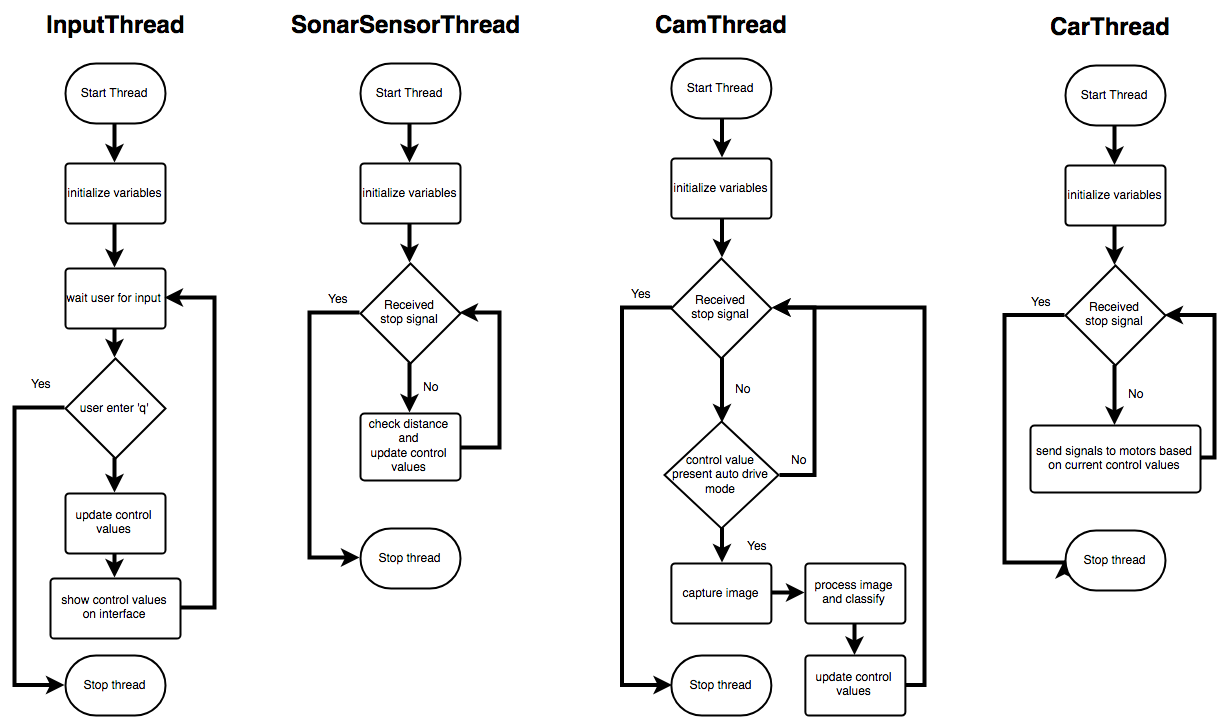 InputThread
Start Thread
initialize variables
wait user for input
Yes
user enter 'q'
update control
values
show control values
on interface
Stop thread
SonarSensorThread
Start Thread
initialize variables
Yes
Received
stop signal
No
check distance
and
update control
values
Stop thread
CamThread
Start Thread
initialize variables
Yes
Received
stop signal
No
control value
present auto drive
mode
No
Yes
capture image
process image
and classify
update control
values
Stop thread
CarThread
Start Thread
initialize variables
Yes
Received
stop signal
No
send signals to motors based
on current control values
Stop thread